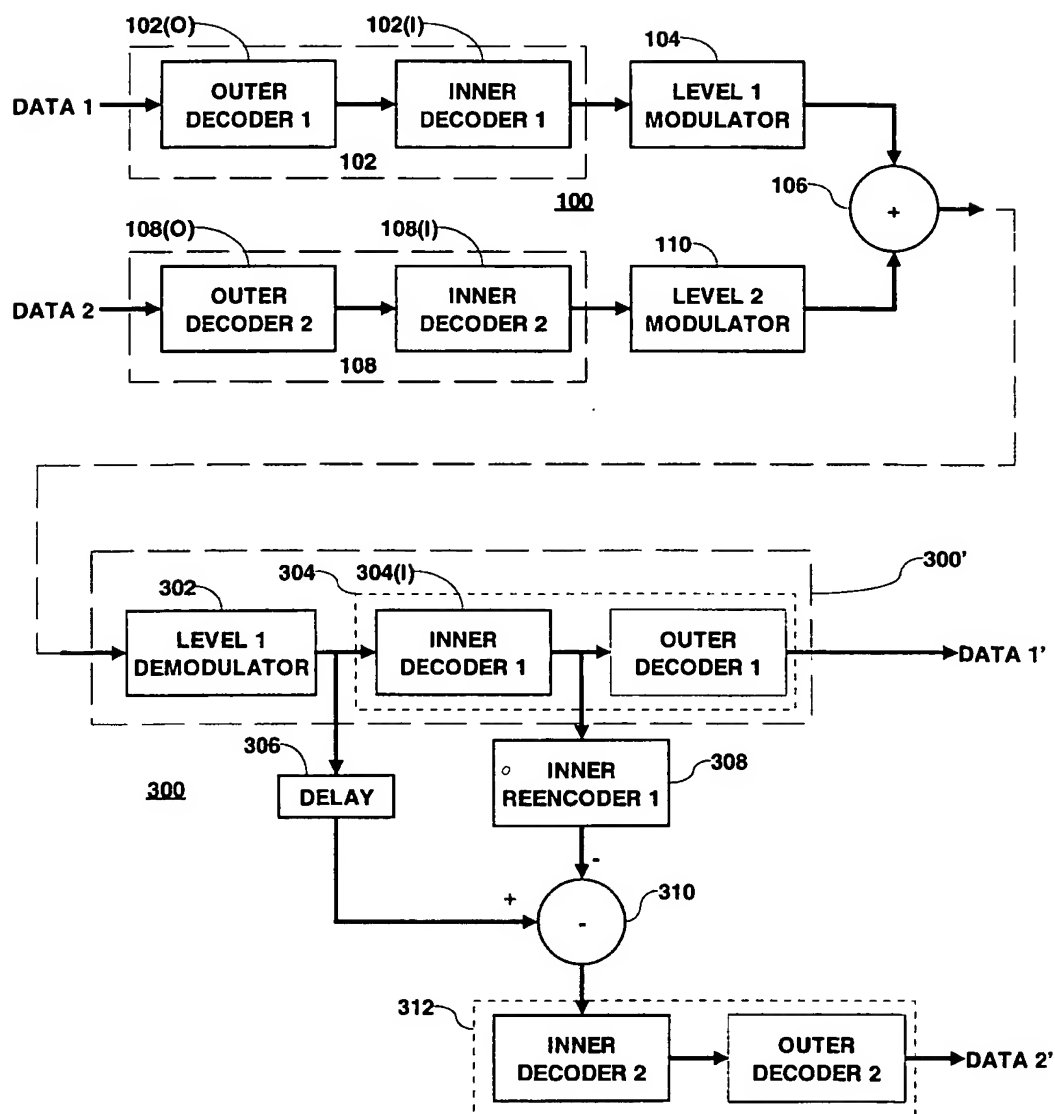 102(O)
102(I)
104
DATA 1
OUTER
DECODER 1
INNER
DECODER 1
LEVEL 1
MODULATOR
102
100
106
+
108(O)
108(I)
110
DATA 2
OUTER
DECODER 2
INNER
DECODER 2
LEVEL 2
MODULATOR
108
300'
302
304
304(I)
LEVEL 1
DEMODULATOR
INNER
DECODER 1
OUTER
DECODER 1
DATA 1'
306
308
300
DELAY
INNER
REENCODER 1
-
+
310
-
312
INNER
DECODER 2
OUTER
DECODER 2
DATA 2'